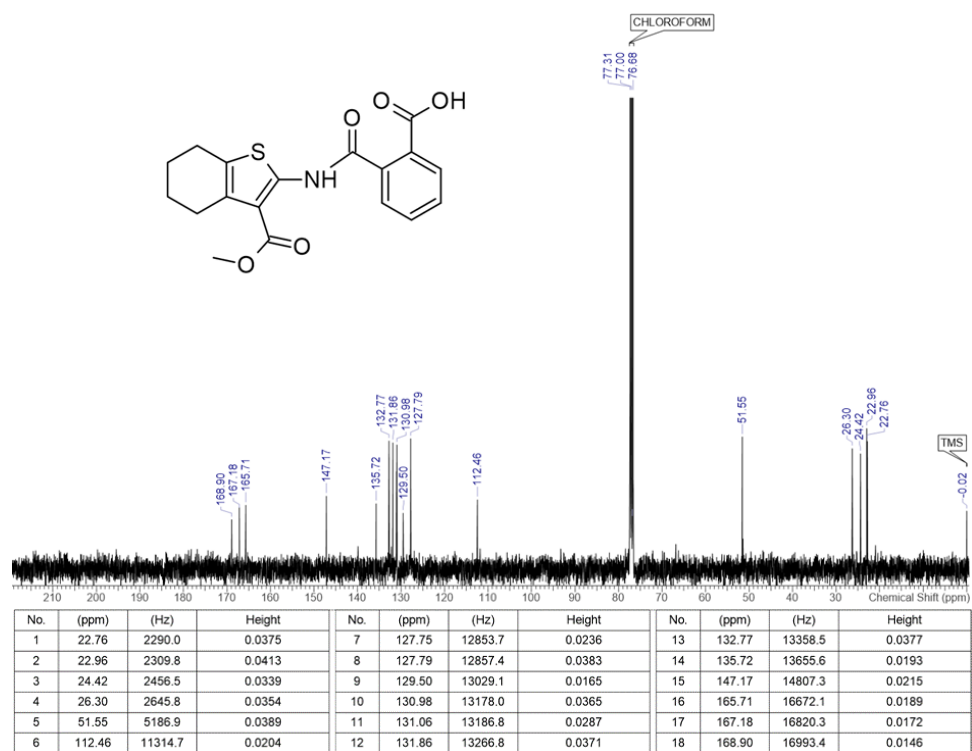 CHLOROFORM
77.31
77.00
76.68
O
OH
O
S
NH
O
O
168.90
167.18
165.71
147.17
135.72
132.77
131.86
130.98
129.50
127.79
112.46
51.55
26.30
24.42
22.96
22.76
TMS
-0.02
210 200 190 180 170 160 150 140 130 120 110 100 90 80 70 60 50 40 30 Chemical Shift (ppm)
No. (ppm) (Hz) Height No. (ppm) (Hz) Height No. (ppm) (Hz) Height
1 22.76 2290.0 0.0375 7 127.75 12853.7 0.0236 13 132.77 13358.5 0.0377
2 22.96 2309.8 0.0413 8 127.79 12857.4 0.0383 14 135.72 13655.6 0.0193
3 24.42 2456.5 0.0339 9 129.50 13029.1 0.0165 15 147.17 14807.3 0.0215
4 26.30 2645.8 0.0354 10 130.98 13178.0 0.0365 16 165.71 16672.1 0.0189
5 51.55 5186.9 0.0389 11 131.06 13186.8 0.0287 17 167.18 16820.3 0.0172
6 112.46 11314.7 0.0204 12 131.86 13266.8 0.0371 18 168.90 16993.4 0.0146